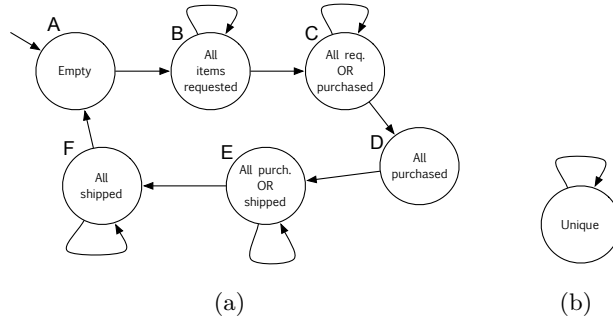 A
Empty
B
All
items
requested
C
All req.
OR
purchased
D
All
purchased
E
All purch.
OR
shipped
F
All
shipped
Unique
(a)
(b)